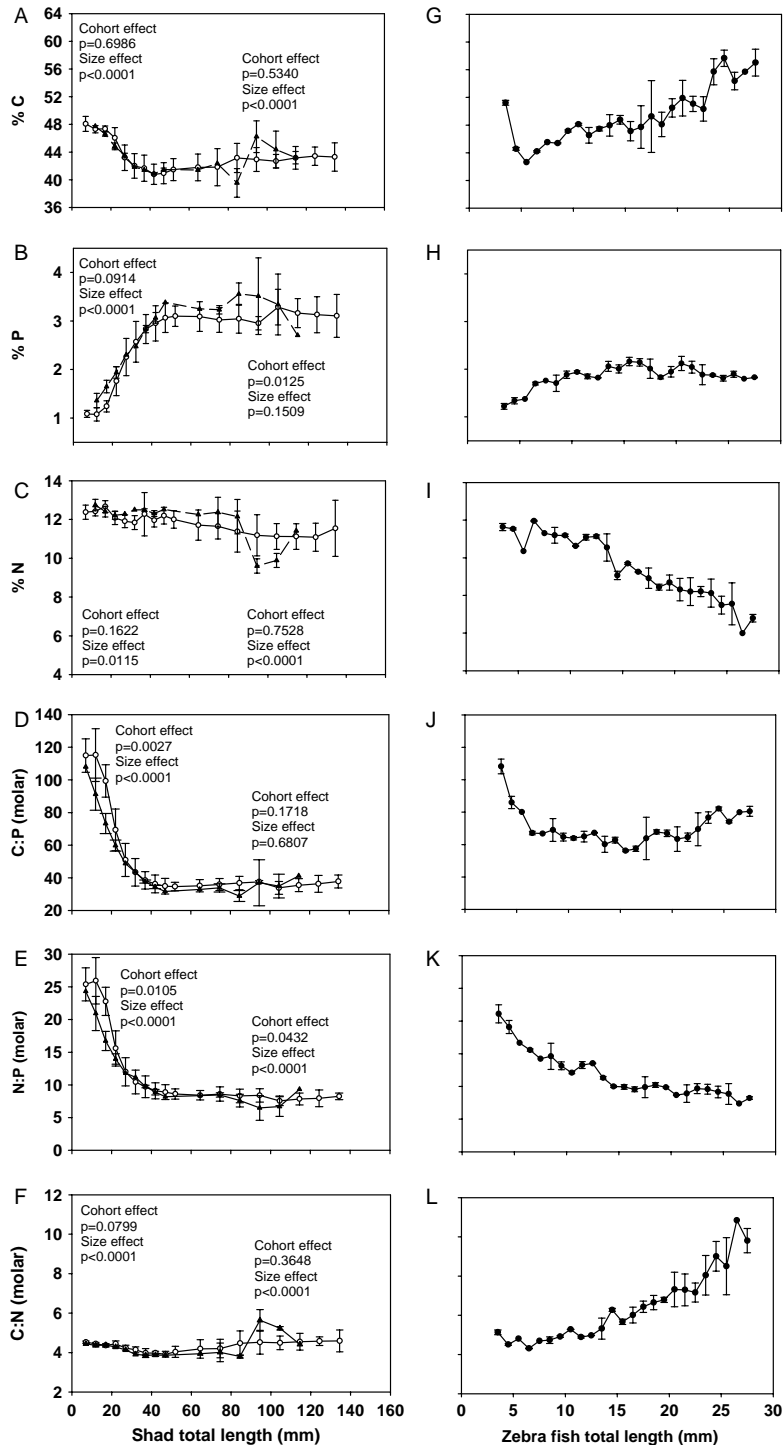 A
64
60
56
52
48
44
40
36
% C
Cohort effect
p=0.6986
Size effect
p<0.0001
Cohort effect
p=0.5340
Size effect
p<0.0001
G
B
4
3
2
1
% P
Cohort effect
p=0.0914
Size effect
p<0.0001
p=0.0125
p=0.1509
H
C
14
12
10
8
6
4
% N
Cohort effect
p=0.1622
Size effect
p=0.0115
Cohort effect
p=0.7528
Size effect
p<0.0001
I
D
140
120
100
80
60
40
20
C:P (molar)
Cohort effect
p=0.0027
Size effect
p<0.0001
Cohort effect
p=0.1718
Size effect
p=0.6807
J
E
30
25
20
15
10
5
0
N:P (molar)
Cohort effect
p=0.0105
Size effect
p<0.0001
Cohort effect
p=0.0432
Size effect
p<0.0001
K
F
12
10
8
6
4
2
C:N (molar)
Cohort effect
p=0.0799
Size effect
p<0.0001
Cohort effect
p=0.3648
Size effect
p<0.0001
L
0 20 40 60 80 100 120 140 160
Shad total length (mm)
0 5 10 15 20 25 30
Zebra fish total length (mm)